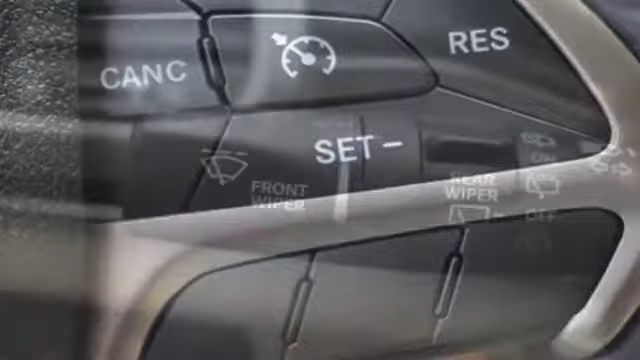 RES
CANC
SET –
FRONT
WIPER
REAR
WIPER
OFF